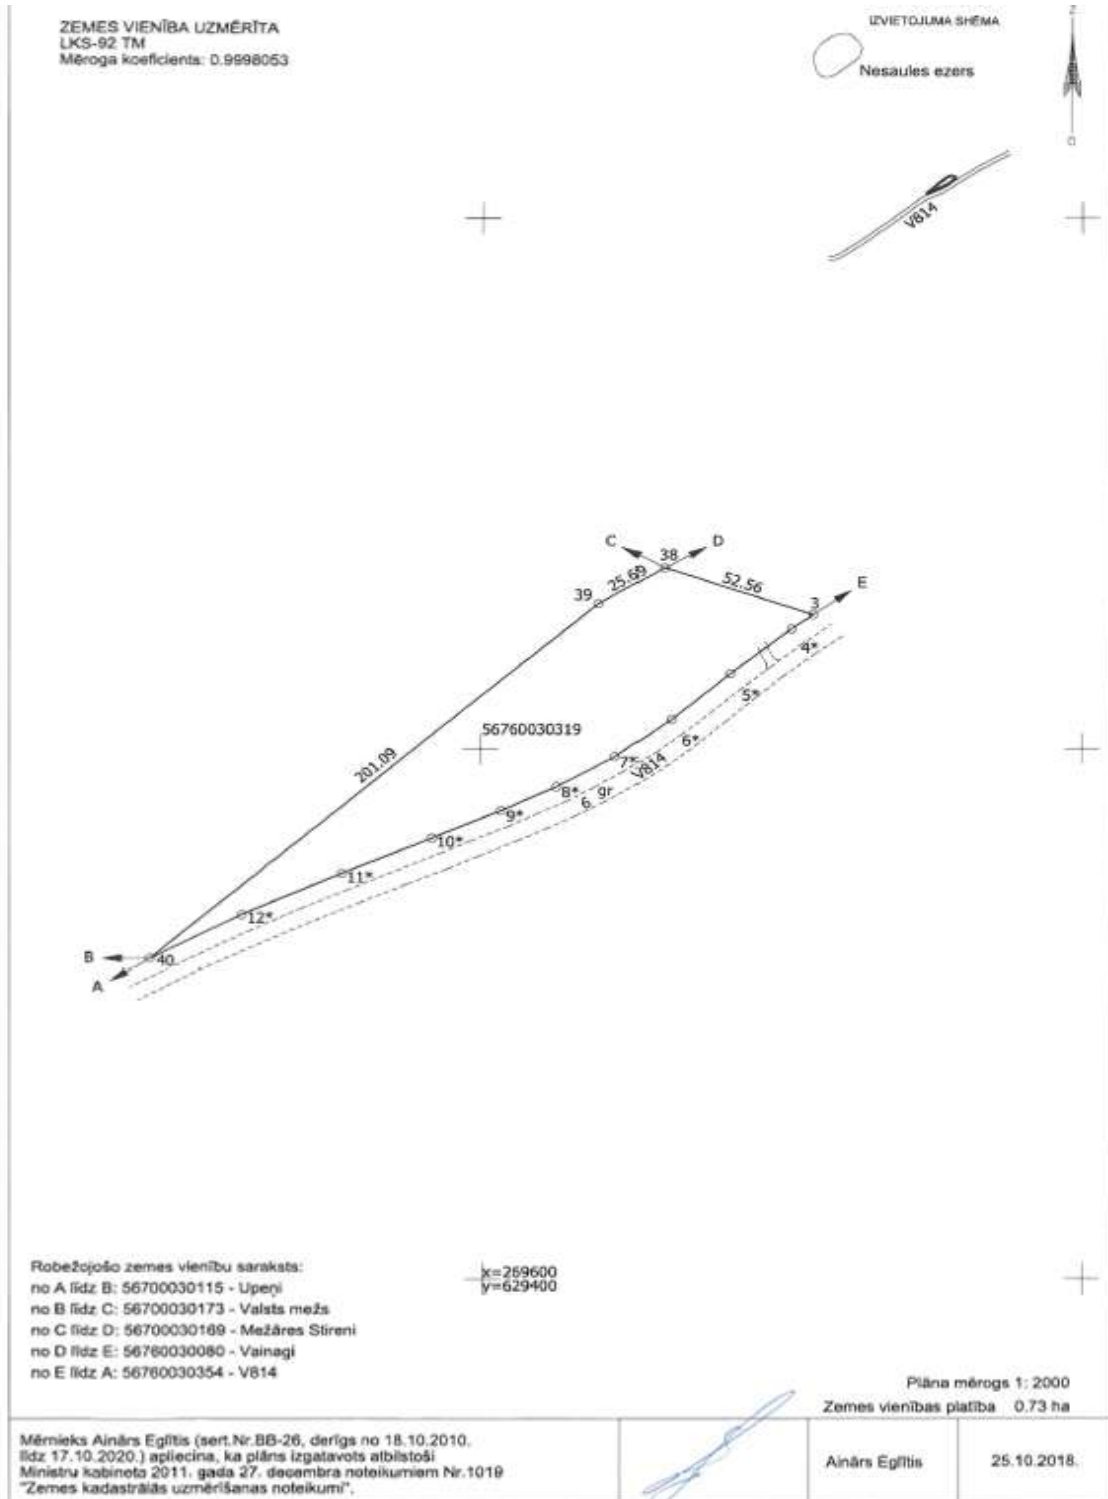 ZEMES VIENĪBA UZMĒRĪTA
LKS-92 TM
Mēroga koeficients: 0.9998053
IZVIETOJUMA SHĒMA
Nesaules ezers
Z
D
V814
C
38
D
25.69
52.56
E
39
3
4*
5*
56760030319
6*
201.09
7*
V814
8*
gr
6
9*
10*
11*
12*
B
40
A
x=269600
y=629400
Robežojošo zemes vienību saraksts:
no A līdz B: 56700030115 - Upeņi
no B līdz C: 56700030173 - Valsts mežs
no C līdz D: 56700030169 - Mežāres Stireni
no D līdz E: 56760030080 - Vainagi
no E līdz A: 56760030354 - V814
Plāna mērogs 1: 2000
Zemes vienības platība 0.73 ha
Mērnieks Ainārs Eglītis (sert.Nr.BB-26, derīgs no 18.10.2010.
līdz 17.10.2020.) apliecina, ka plāns izgatavots atbilstoši
Ministru kabineta 2011. gada 27. decembra noteikumiem Nr.1019
"Zemes kadastrālās uzmērīšanas noteikumi".
Ainārs Eglītis
25.10.2018.